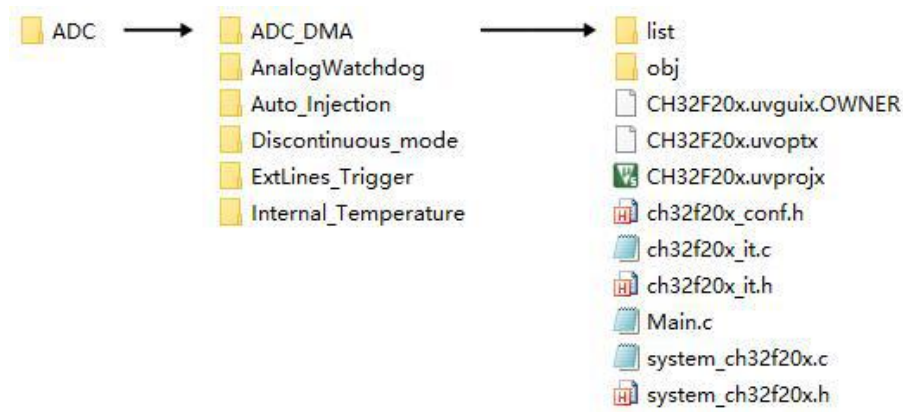 ADC
ADC_DMA
AnalogWatchdog
Auto_Injection
Discontinuous_mode
ExtLines_Trigger
Internal_Temperature
list
obj
CH32F20x.uvguix.OWNER
CH32F20x.uvoptx
CH32F20x.uvprojx
ch32f20x_conf.h
ch32f20x_it.c
ch32f20x_it.h
Main.c
system_ch32f20x.c
system_ch32f20x.h